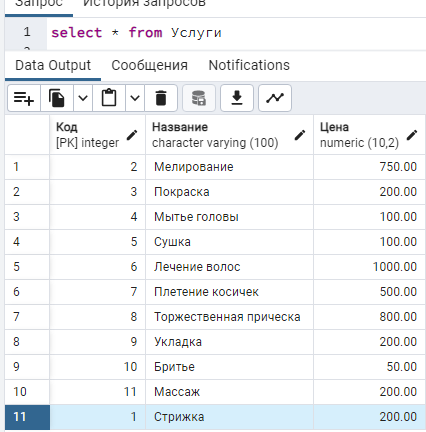 Запрос История запросов
1 select * from Услуги
2
Data Output Сообщения Notifications
Код Название Цена
[PK] integer character varying (100) numeric (10,2)
1 2 Мелирование 750.00
2 3 Покраска 200.00
3 4 Мытье головы 100.00
4 5 Сушка 100.00
5 6 Лечение волос 1000.00
6 7 Плетение косичек 500.00
7 8 Торжественная прическа 800.00
8 9 Укладка 200.00
9 10 Бритье 50.00
10 11 Массаж 200.00
11 1 Стрижка 200.00